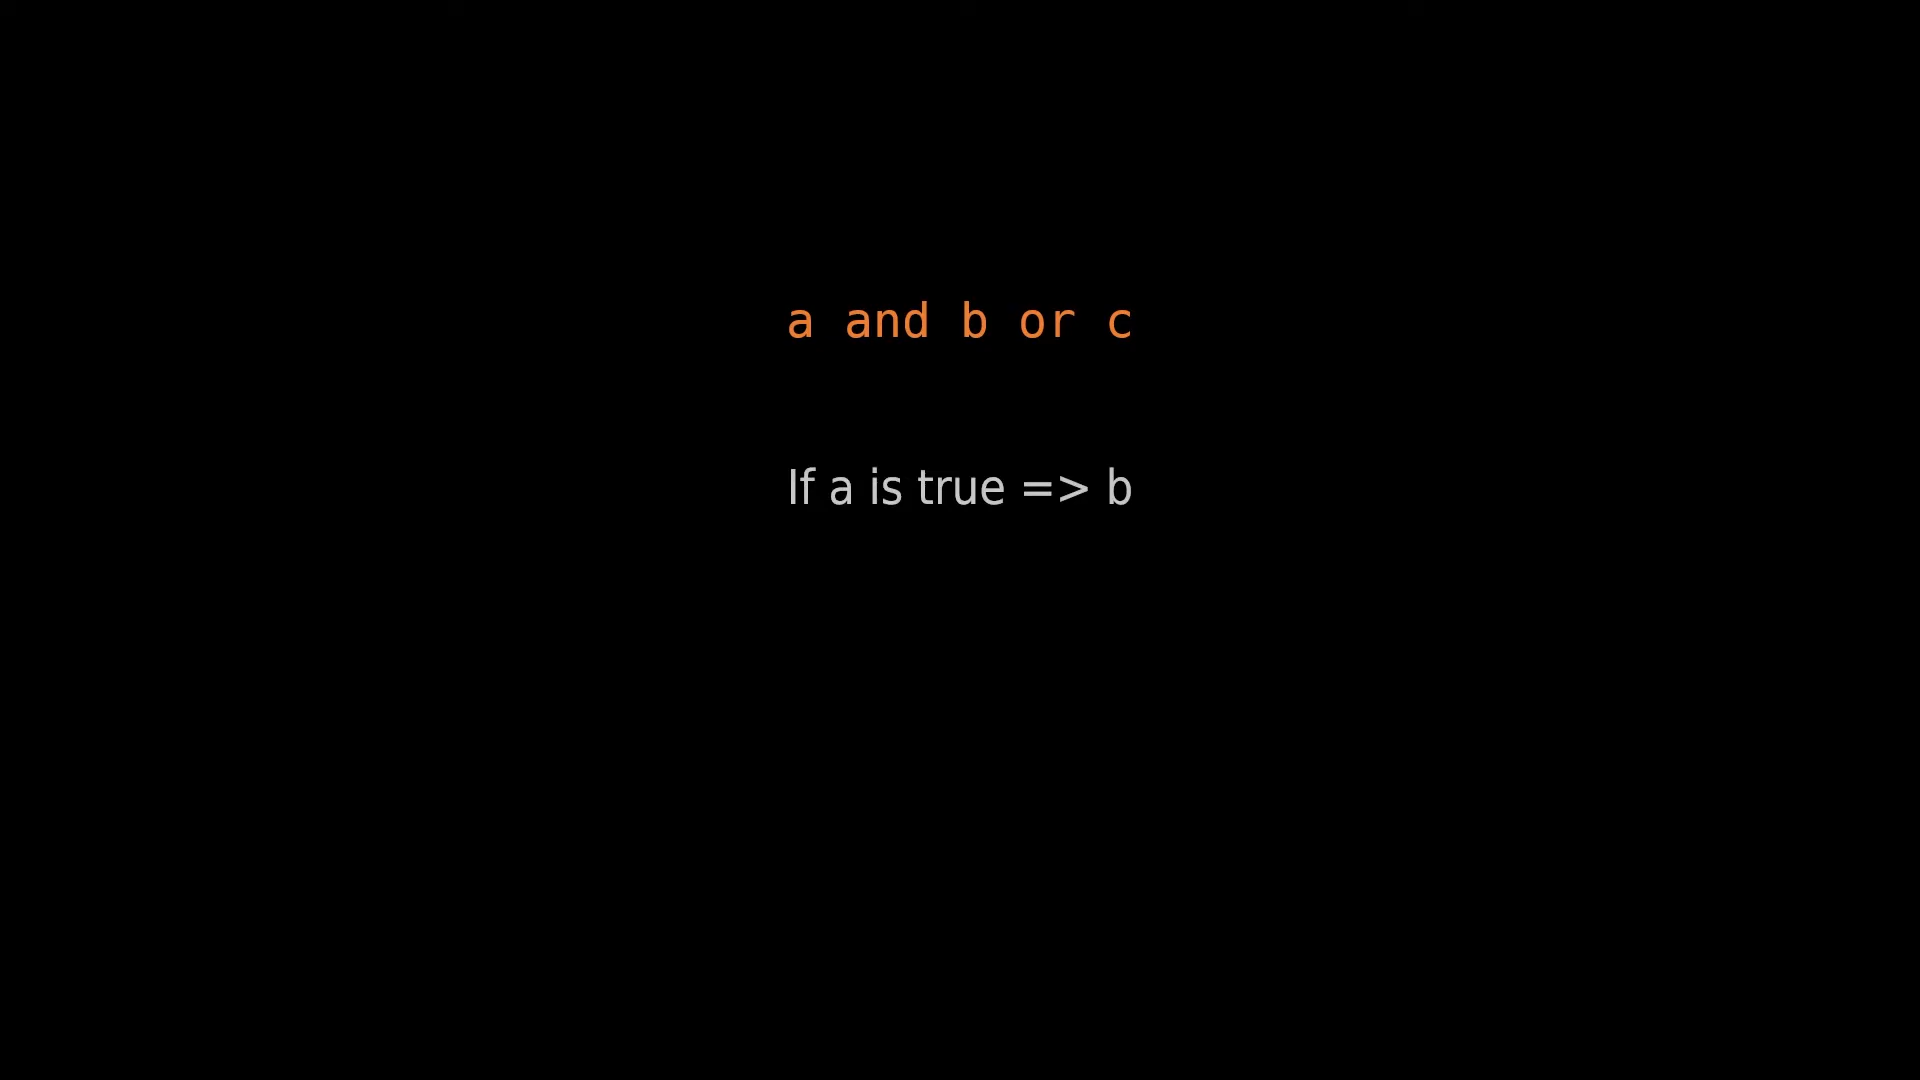 a and b or c
If a is true => b